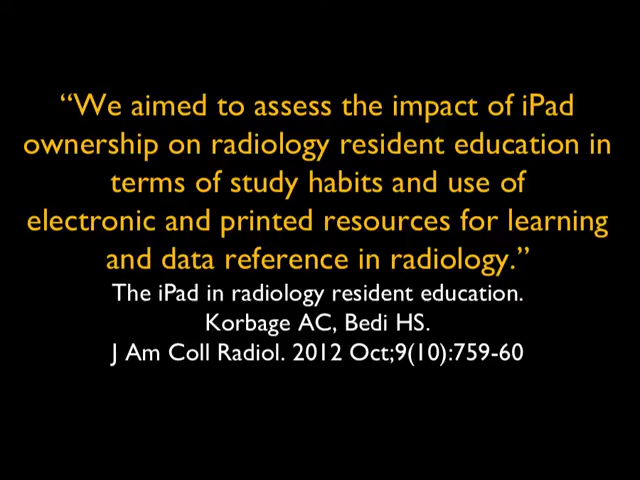 “We aimed to assess the impact of iPad
ownership on radiology resident education in
terms of study habits and use of
electronic and printed resources for learning
and data reference in radiology.”
The iPad in radiology resident education.
Korbage AC, Bedi HS.
J Am Coll Radiol. 2012 Oct;9(10):759-60